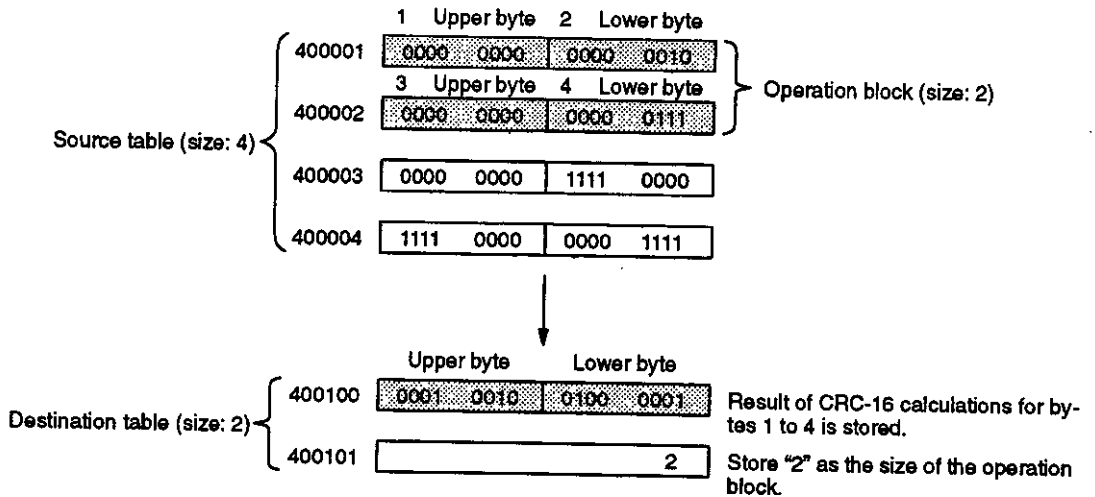 1 Upper byte 2 Lower byte
400001 0000 0000 0000 0010
3 Upper byte 4 Lower byte
Operation block (size: 2)
400002 0000 0000 0000 0111
Source table (size: 4)
400003 0000 0000 1111 0000
400004 1111 0000 0000 1111
Upper byte Lower byte
400100 0001 0010 0100 0001
Result of CRC-16 calculations for by-
tes 1 to 4 is stored.
Destination table (size: 2)
400101 2
Store "2" as the size of the operation
block.